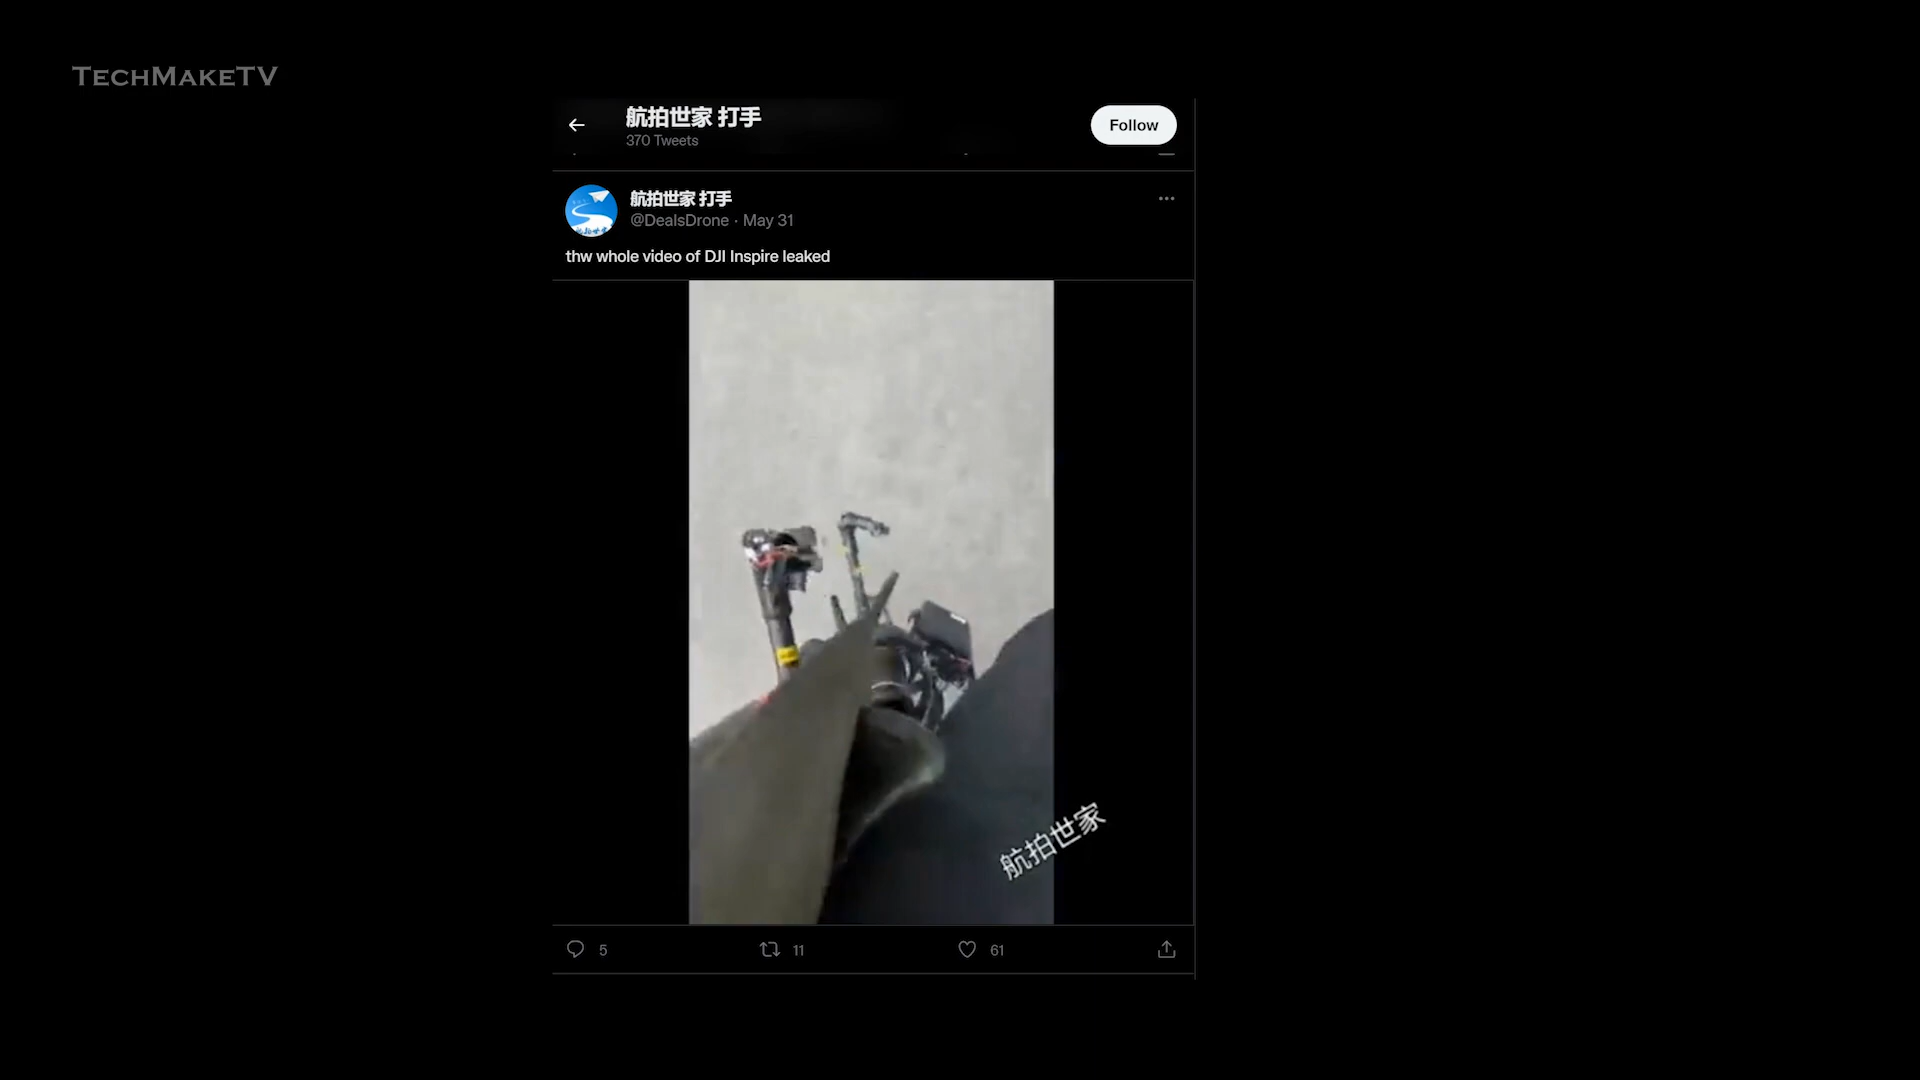 TECHMAKETV
航拍世家 打手
370 Tweets
Follow
航拍世家 打手
@DealsDrone · May 31
thw whole video of DJI Inspire leaked
航拍世家
5
11
61